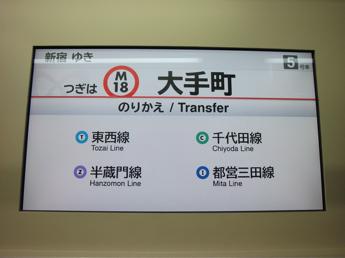 新宿 ゆき
5号車
つぎは M18 大手町
のりかえ / Transfer
T 東西線 C 千代田線
Tozai Line Chiyoda Line
Z 半蔵門線 I 都営三田線
Hanzomon Line Mita Line